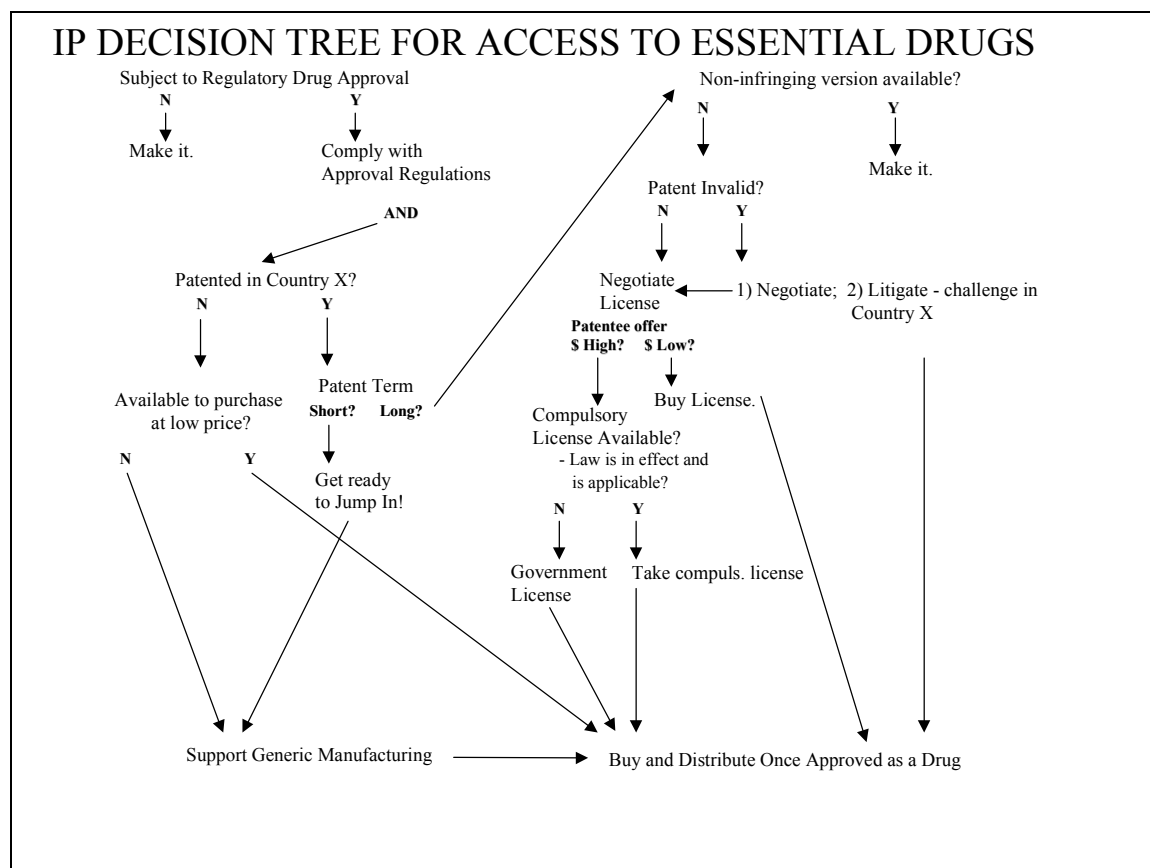 IP DECISION TREE FOR ACCESS TO ESSENTIAL DRUGS
Subject to Regulatory Drug Approval
N Y
Make it.
Comply with
Approval Regulations
AND
Patented in Country X?
N Y
Available to purchase
at low price?
N Y
Patent Term
Short? Long?
Get ready
to Jump In!
Support Generic Manufacturing
Non-infringing version available?
N Y
Make it.
Patent Invalid?
N Y
Negotiate
License
1) Negotiate; 2) Litigate - challenge in
Country X
Patentee offer
$ High? $ Low?
Buy License.
Compulsory
License Available?
- Law is in effect and
is applicable?
N Y
Government
License
Take compuls. license
Buy and Distribute Once Approved as a Drug